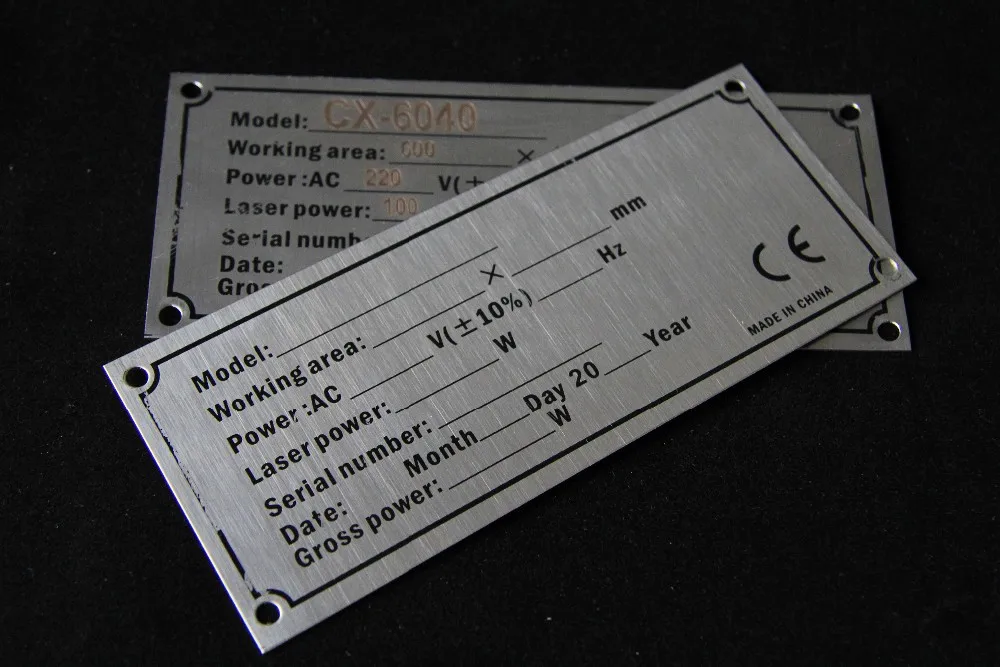 Model: CX-6040
Working area: 600 ×
Power :AC 220 V(±
Laser power: 100
Serial numb
Date:
Gros
Model:
Working area: × mm
Power :AC V(±10%) Hz
Laser power: W
Serial number:
Date: Month Day 20 Year
Gross power: W
CE
MADE IN CHINA